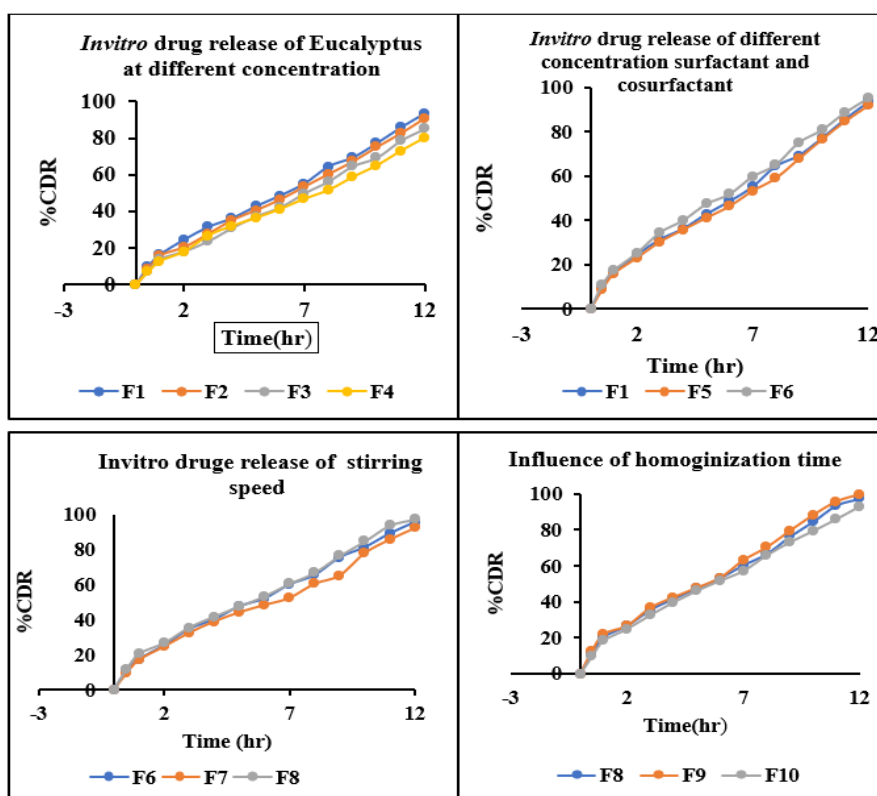 Invitro drug release of Eucalyptus
at different concentration
100
80
60
40
20
0
%CDR
-3 2 7 12
Time(hr)
F1 F2 F3 F4
Invitro drug release of different
concentration surfactant and
cosurfactant
100
80
60
40
20
0
%CDR
-3 2 7 12
Time (hr)
F1 F5 F6
Invitro druge release of stirring
speed
100
80
60
40
20
0
%CDR
-3 2 7 12
Time (hr)
F6 F7 F8
Influence of homoginization time
100
80
60
40
20
0
%CDR
-3 2 7 12
Time(hr)
F8 F9 F10